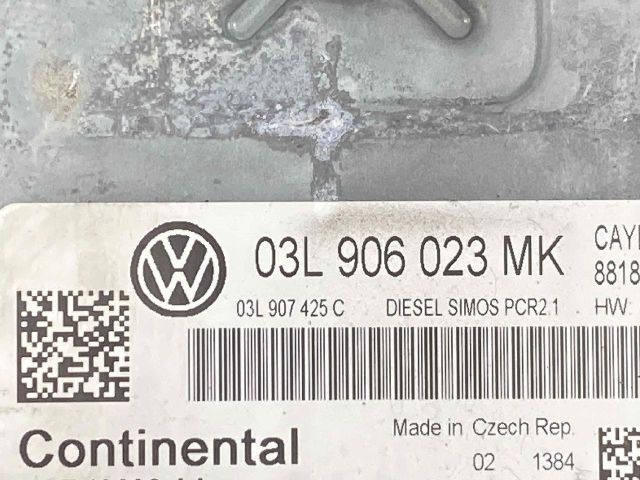 03L 906 023 MK
03L 907 425 C DIESEL SIMOS PCR2.1 HW:
8818
Made in Czech Rep.
Continental
02 1384